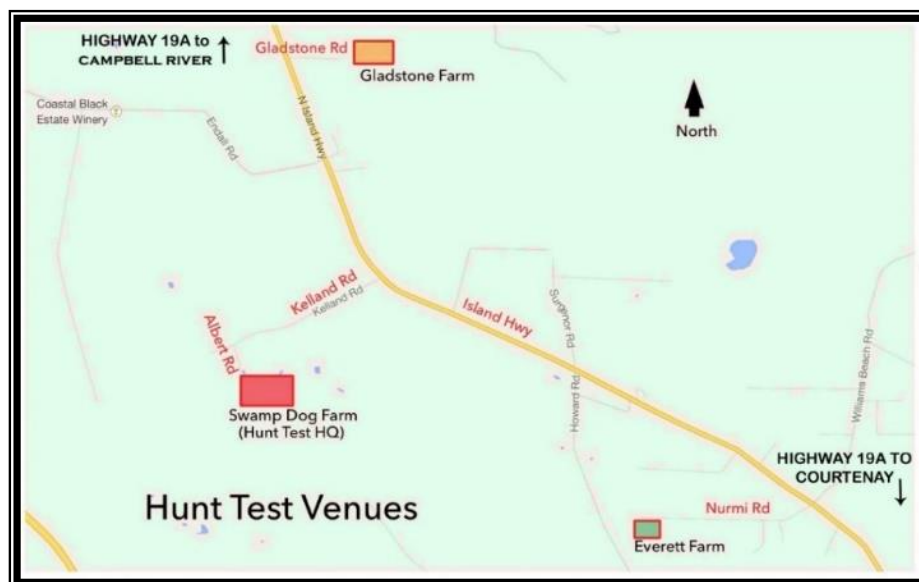 HIGHWAY 19A to
CAMPBELL RIVER
Gladstone Rd
Gladstone Farm
N Island Hwy
North
Coastal Black
Estate Winery
Endall Rd
Kelland Rd
Kelland Rd
Albert Rd
Island Hwy
Surgenor Rd
Howard Rd
Williams Beach Rd
Swamp Dog Farm
(Hunt Test HQ)
HIGHWAY 19A TO
COURTENAY
Hunt Test Venues
Nurmi Rd
Everett Farm